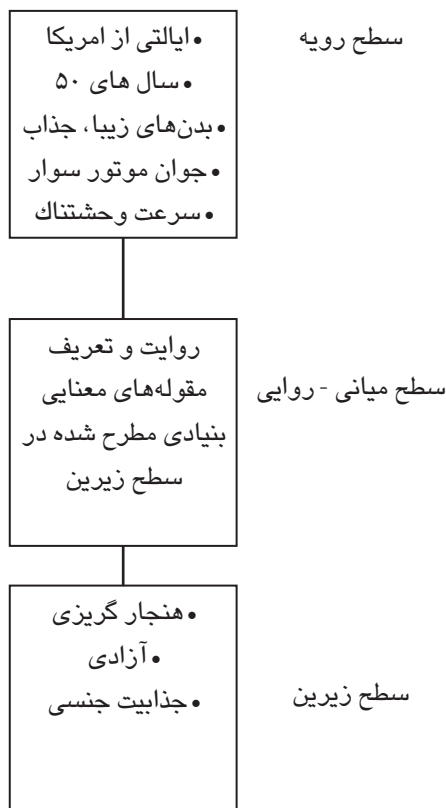 سطح رویه
• ایالتی از امریکا
• سال های ۵۰
• بدن‌های زیبا، جذاب
• جوان موتور سوار
• سرعت وحشتناك
سطح میانی - روایی
روایت و تعریف
مقوله‌های معنایی
بنیادی مطرح شده در
سطح زیرین
سطح زیرین
• هنجار گریزی
• آزادی
• جذابیت جنسی